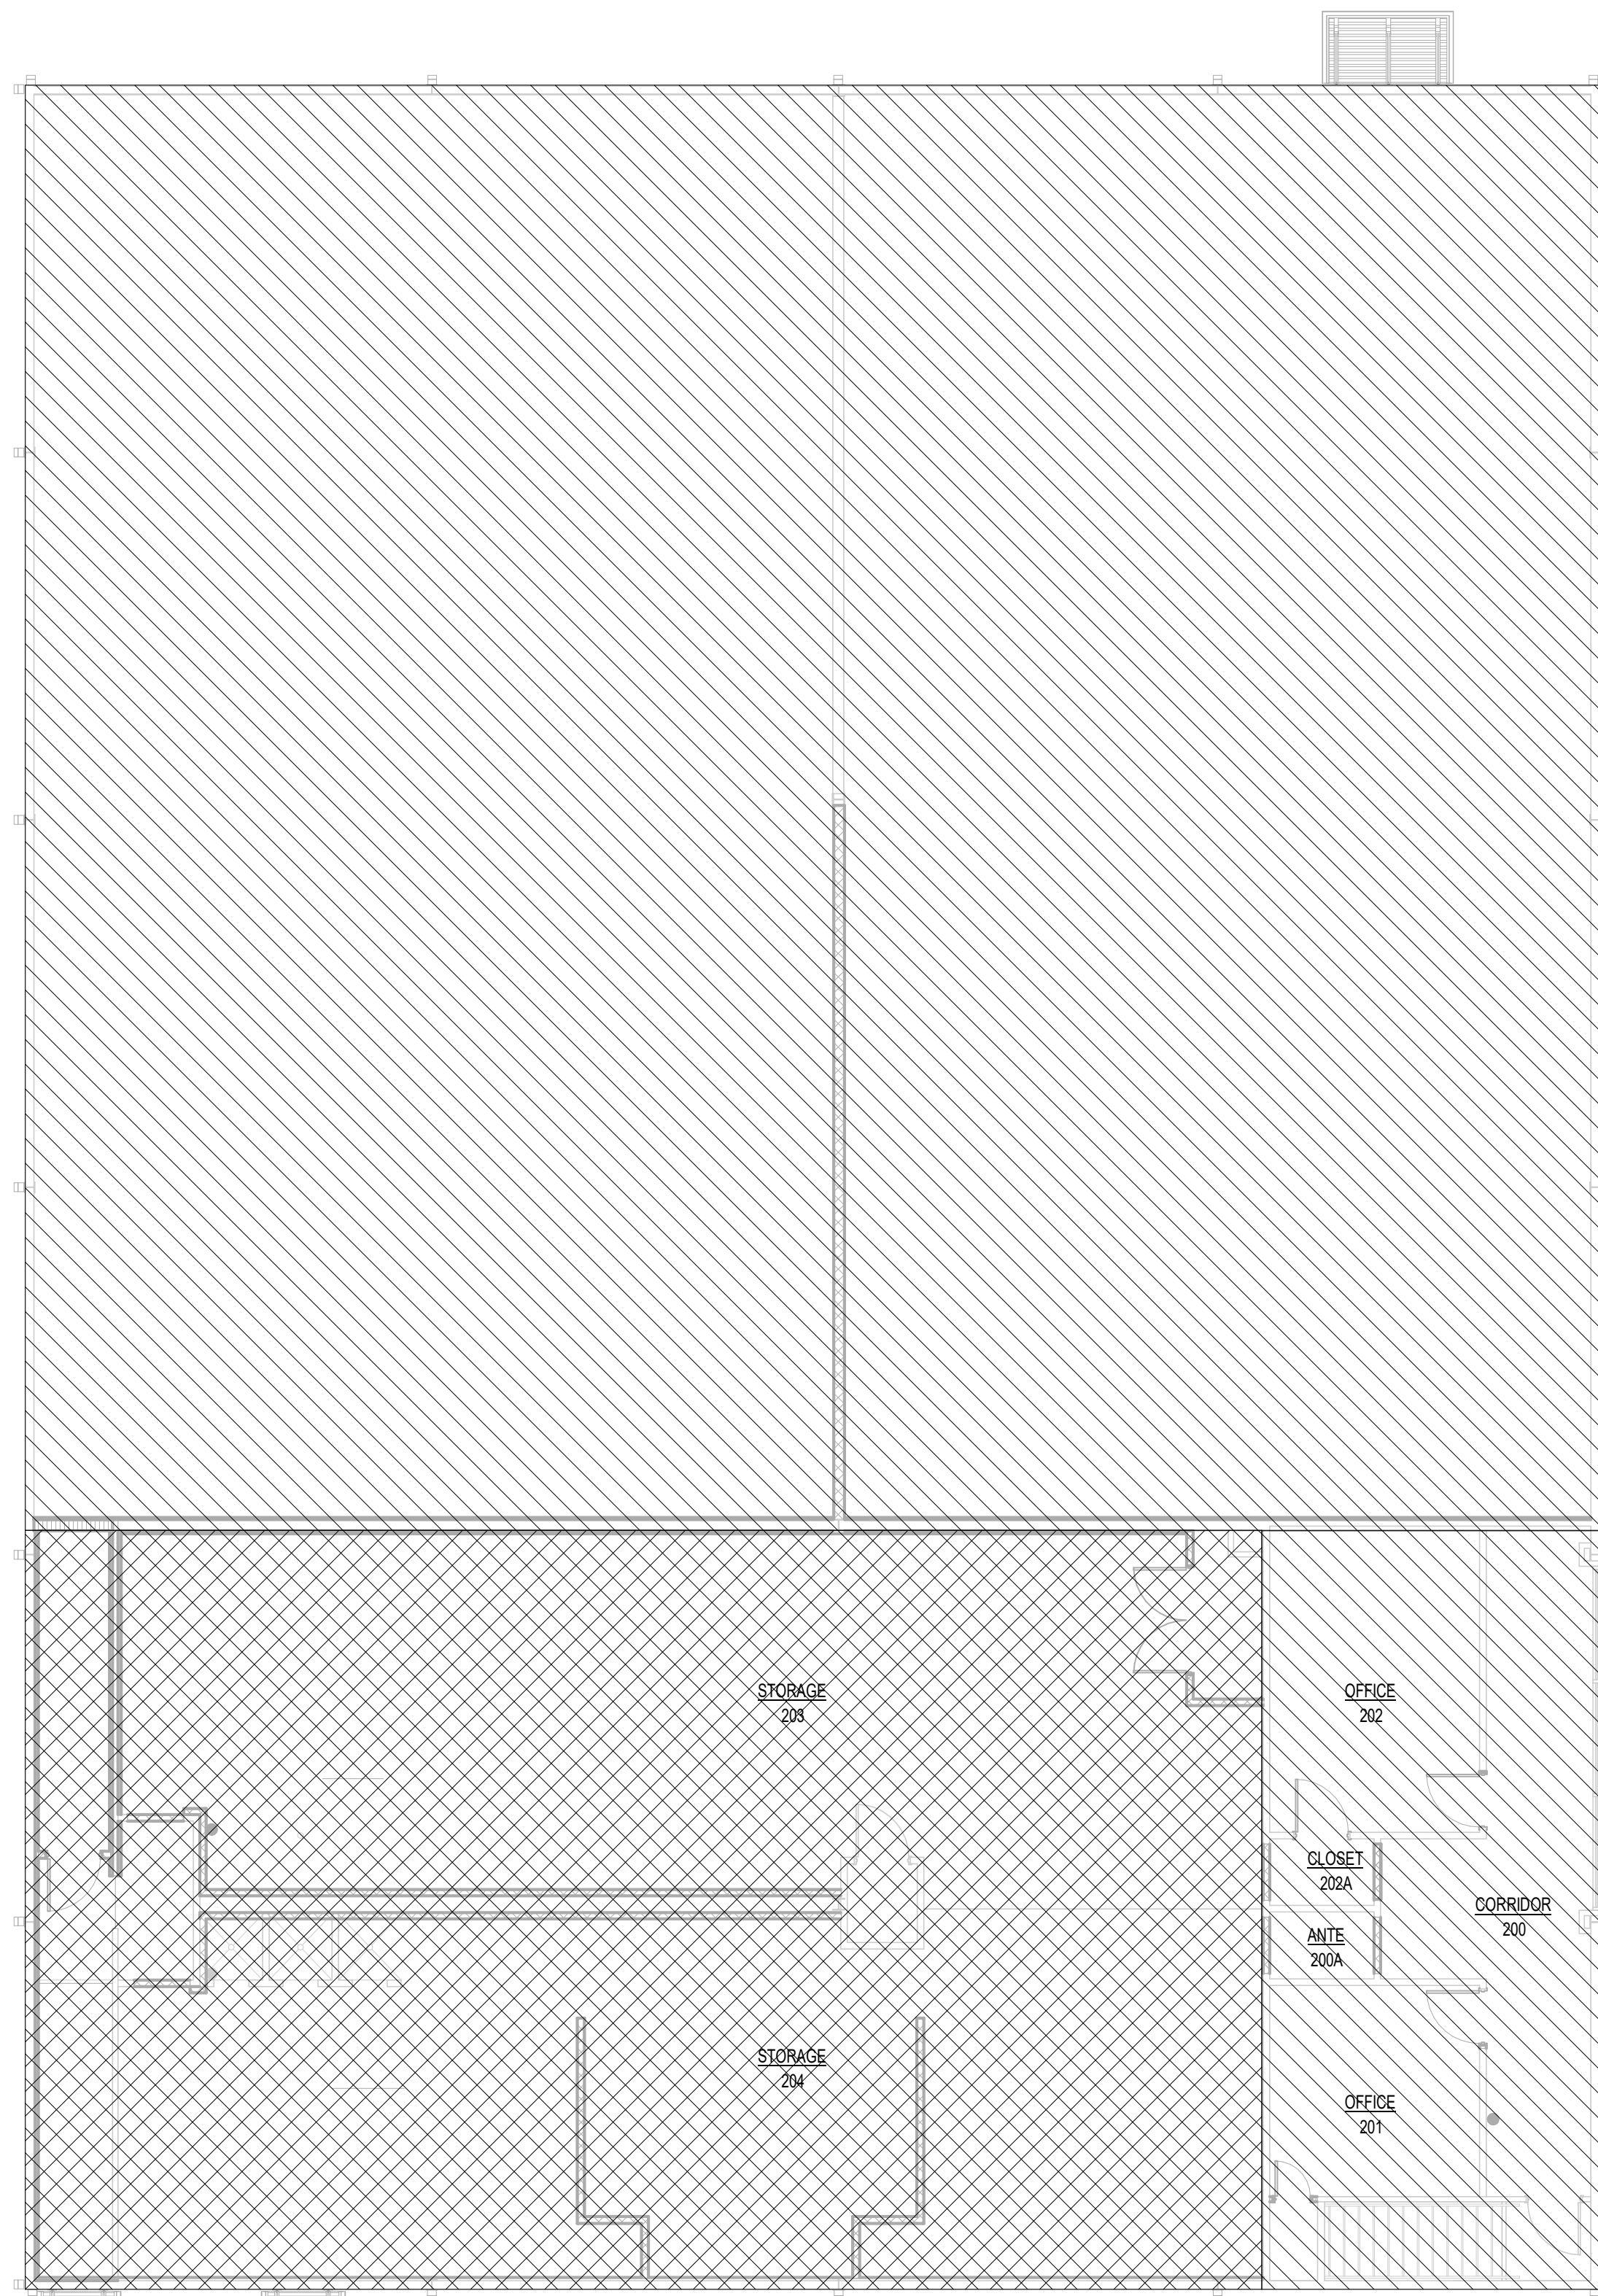 STORAGE
203
OFFICE
202
CLOSET
202A
CORRIDOR
200
ANTE
200A
STORAGE
204
OFFICE
201